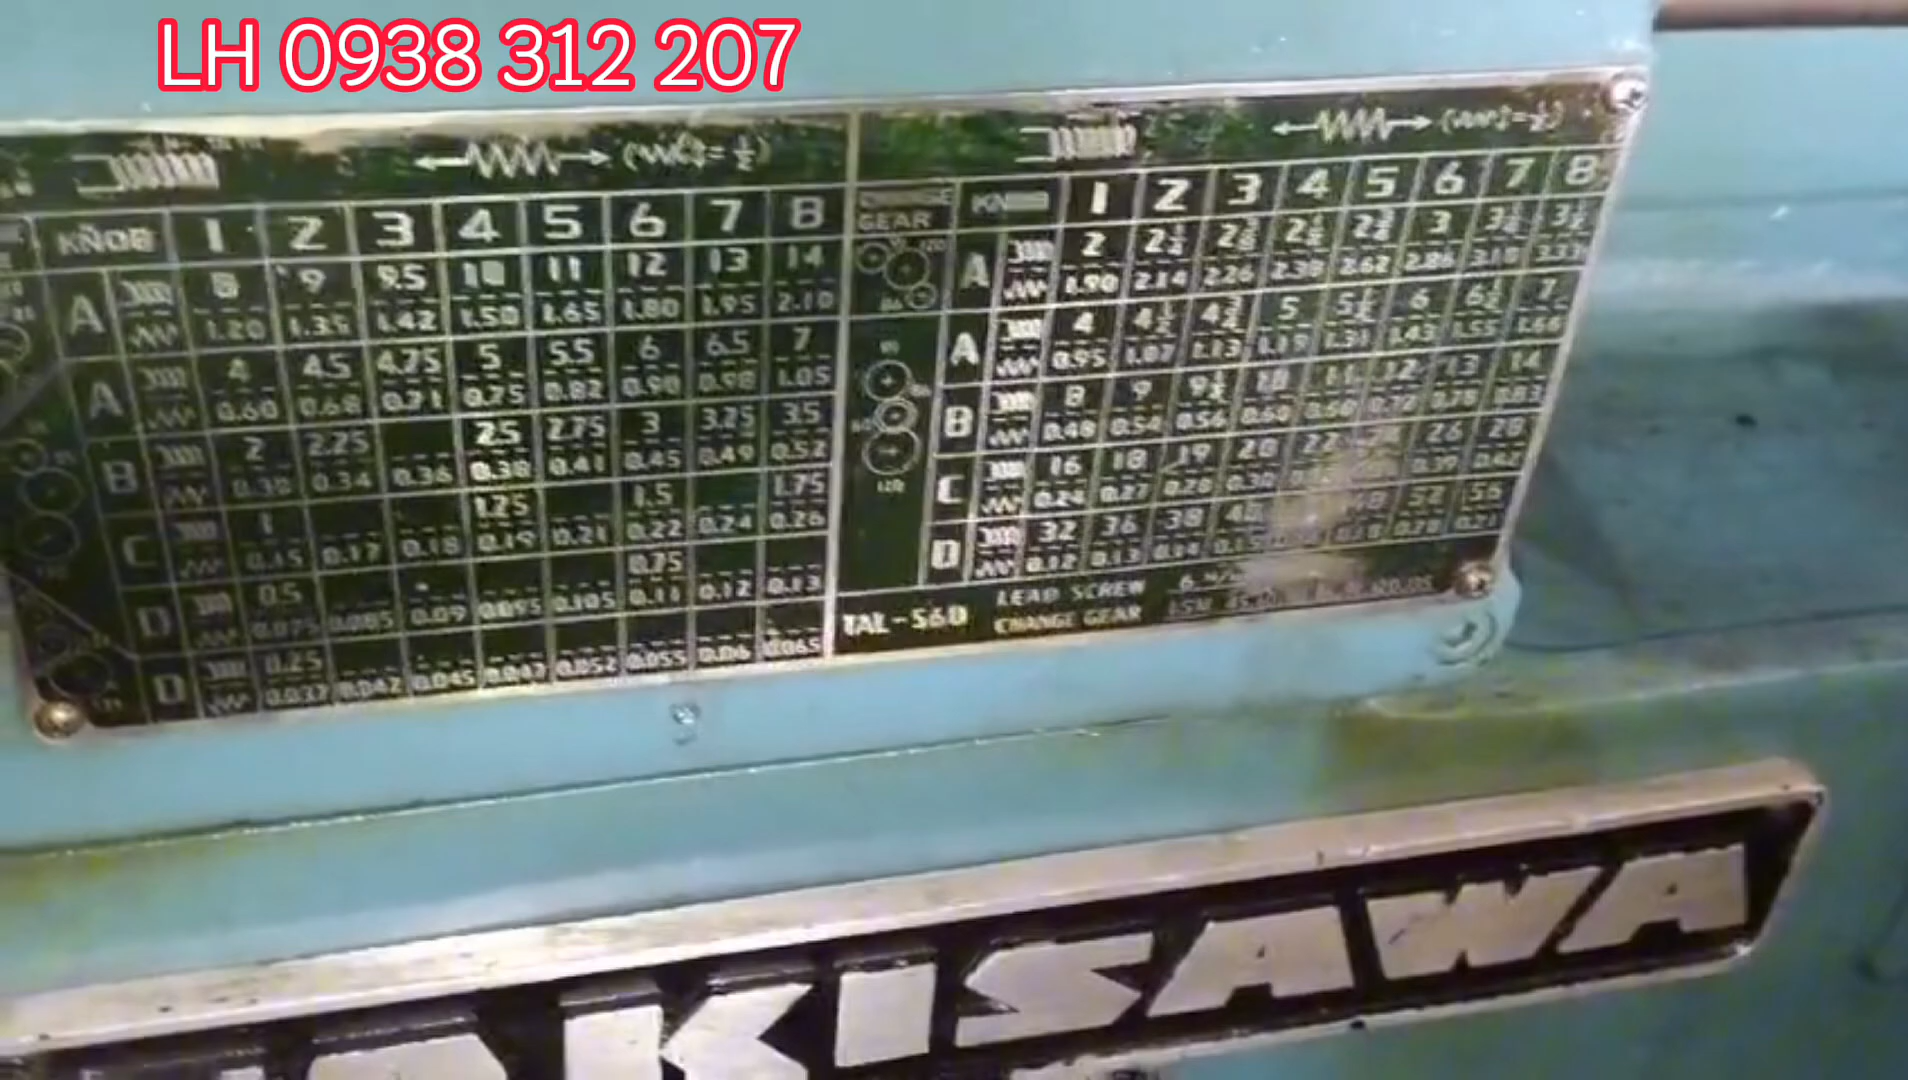 LH 0938 312 207
KNOB 1 2 3 4 5 6 7 8
A 8 9 9.5 10 11 12 13 14
1.20 1.35 1.42 1.50 1.65 1.80 1.95 2.10
A 4 4.5 4.75 5 5.5 6 6.5 7
0.60 0.68 0.71 0.75 0.82 0.90 0.98 1.05
B 2 2.25 2.5 2.75 3 3.25 3.5
0.30 0.34 0.36 0.38 0.41 0.45 0.49 0.52
C 1 1.25 1.5 1.75
0.15 0.17 0.18 0.19 0.21 0.22 0.24 0.26
D 0.5 0.75
0.075 0.085 0.09 0.095 0.105 0.11 0.12 0.13
D 0.25
0.037 0.042 0.045 0.047 0.052 0.055 0.06 0.065
CHANGE GEAR
1 2 3 4 5 6 7 8
A 2 2¼ 2½ 3 3¼ 3½
1.90 2.14 2.26 2.38 2.62 2.86 3.10 3.33
A 4 4½ 4¾ 5 5½ 6 6½ 7
0.95 1.07 1.13 1.19 1.31 1.43 1.55 1.66
B 8 9 9½ 10 11 12 13 14
0.48 0.54 0.56 0.60 0.78 0.83
C 16 18 19 20 22 26 28
0.24 0.27 0.28 0.30 0.39 0.42
D 32 36 38 40 52 56
0.12 0.13 0.14 0.15 0.21
TAL-560
LEAD SCREW 6
CHANGE GEAR
KISAWA